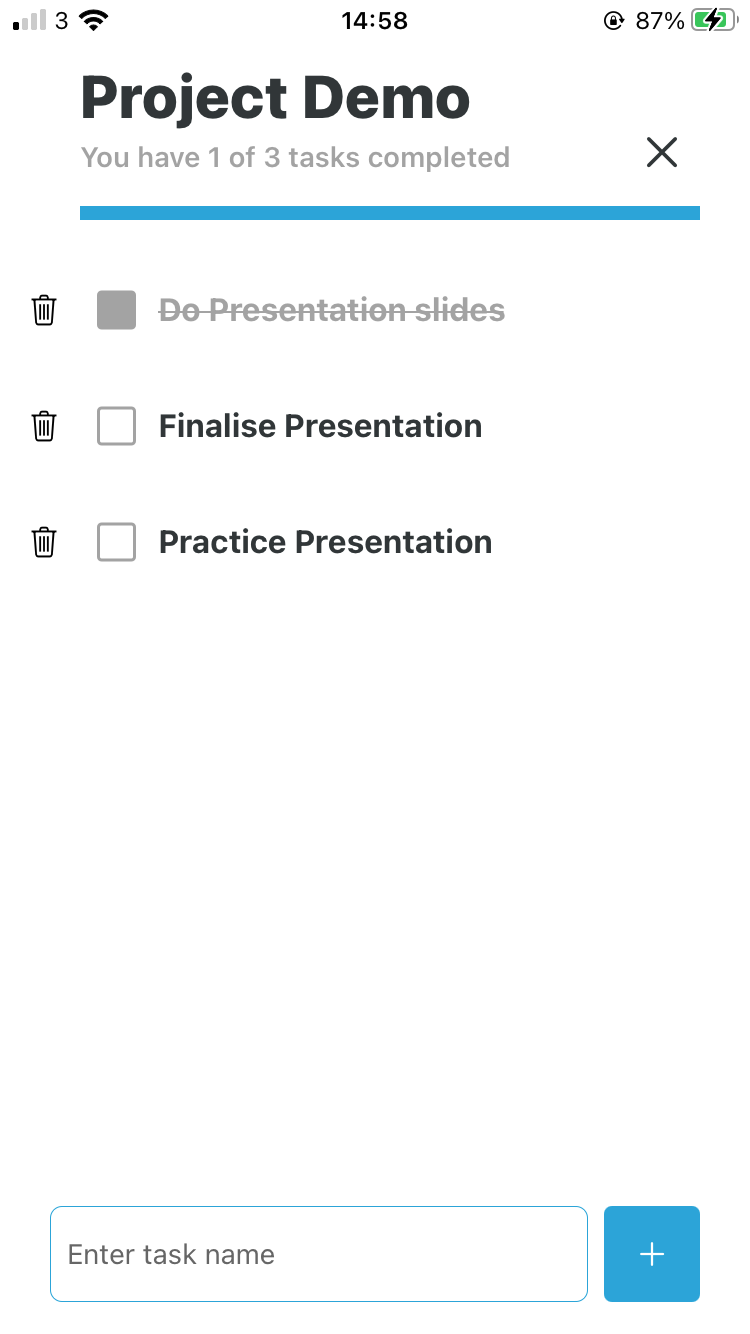 3 14:58 87%
Project Demo
You have 1 of 3 tasks completed
Do Presentation slides
Finalise Presentation
Practice Presentation
Enter task name